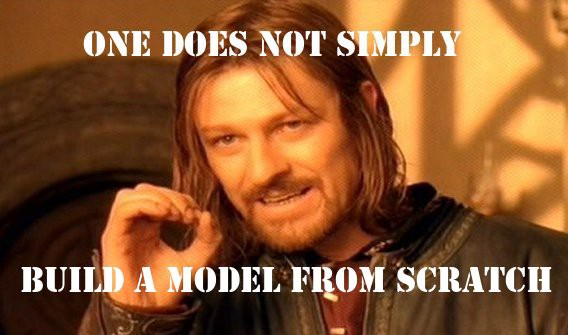 ONE DOES NOT SIMPLY
BUILD A MODEL FROM SCRATCH